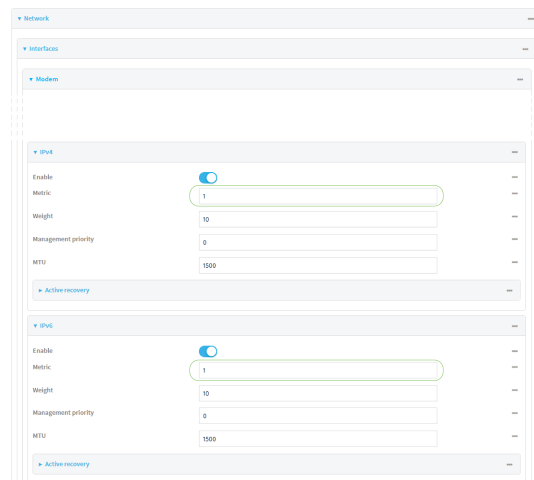 ▾ Network
▾ Interfaces
▾ Modem
▾ IPv4
Enable
Metric 1
Weight 10
Management priority 0
MTU 1500
▸ Active recovery
▾ IPv6
Enable
Metric 1
Weight 10
Management priority 0
MTU 1500
▸ Active recovery